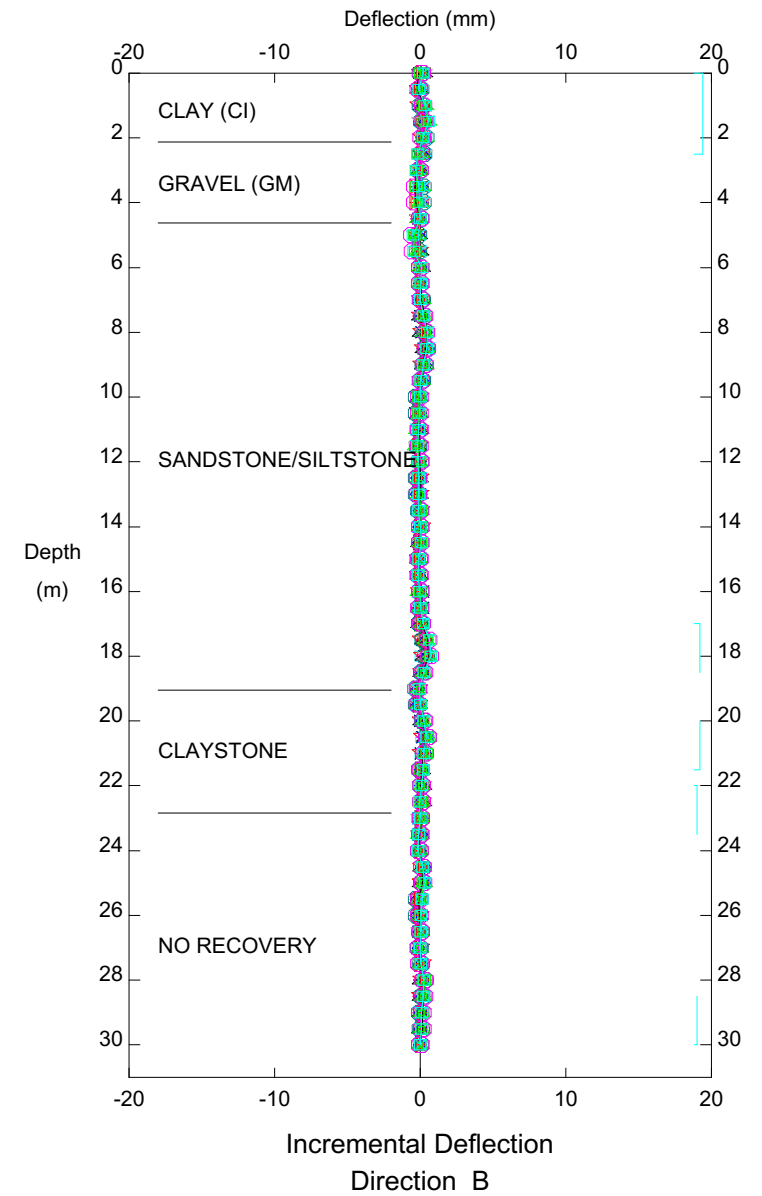 Deflection (mm)
-20 -10 0 10 20
0 0
CLAY (CI)
2 2
GRAVEL (GM)
4 4
6 6
8 8
10 10
SANDSTONE/SILTSTONE
12 12
14 14
Depth
(m)
16 16
18 18
20 20
CLAYSTONE
22 22
24 24
26 26
NO RECOVERY
28 28
30 30
-20 -10 0 10 20
Incremental Deflection
Direction B